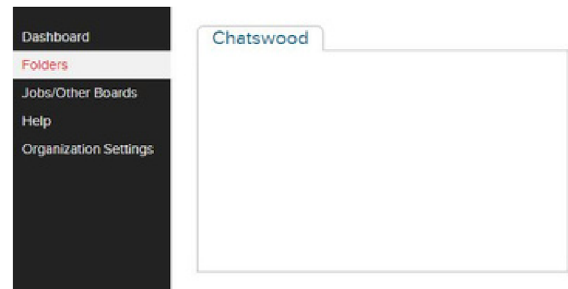 Dashboard
Folders
Jobs/Other Boards
Help
Organization Settings
Chatswood